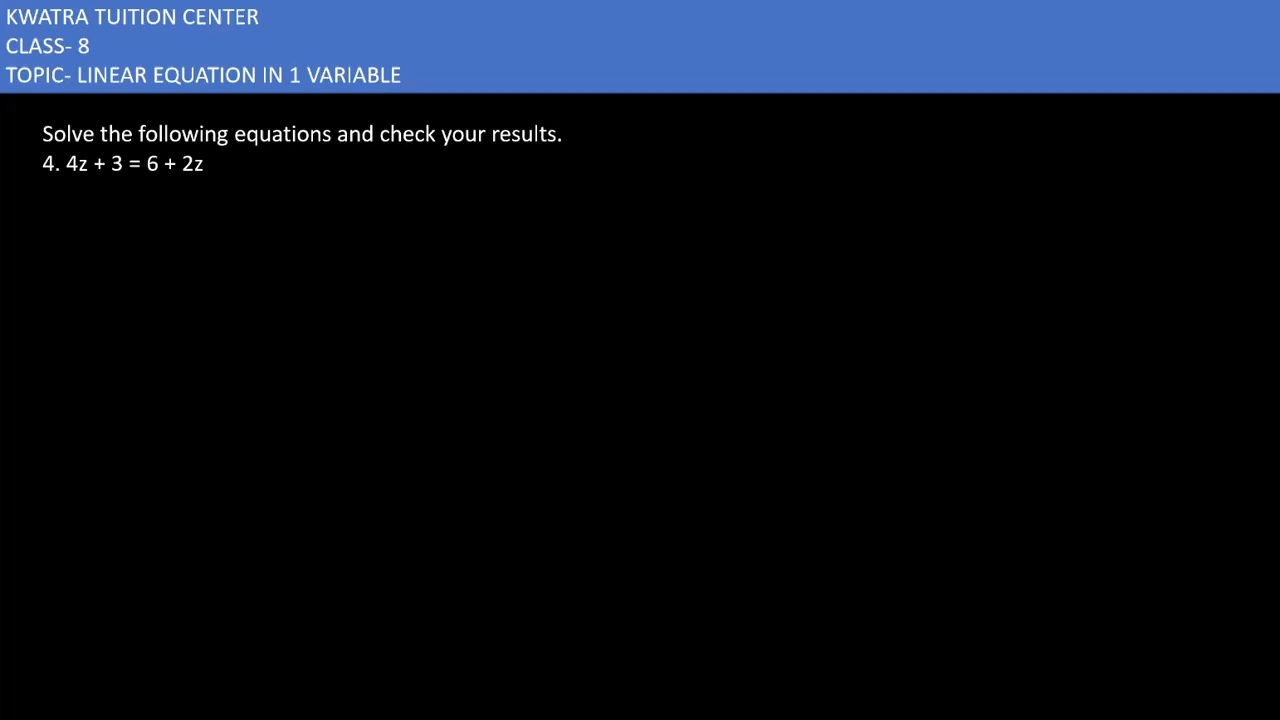 KWATRA TUITION CENTER
CLASS- 8
TOPIC- LINEAR EQUATION IN 1 VARIABLE
Solve the following equations and check your results.
4. 4z + 3 = 6 + 2z